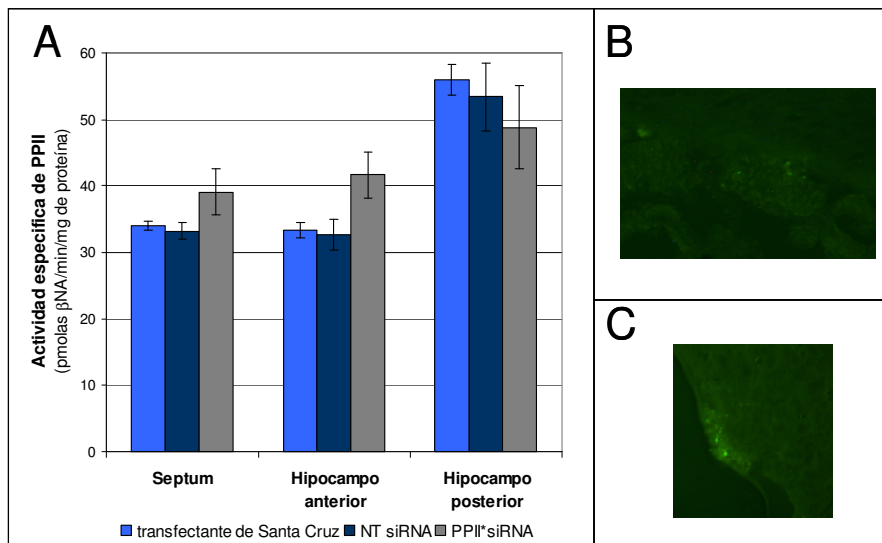 A
Actividad específica de PPII
(pmolas βNA/min/mg de proteína)
60
50
40
30
20
10
0
Septum
Hipocampo
anterior
Hipocampo
posterior
transfectante de Santa Cruz
NT siRNA
PPII*siRNA
B
C